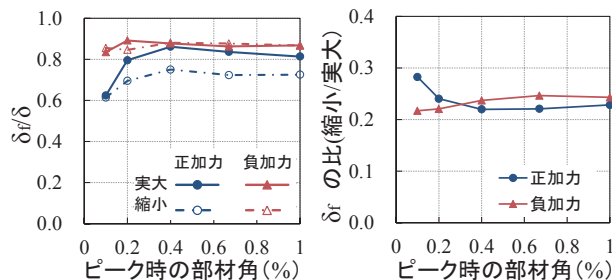 δf/δ
1.0
0.8
0.6
0.4
0.2
0.0
正加力 負加力
実大
縮小
0 0.2 0.4 0.6 0.8 1
ピーク時の部材角(%)
δf の比(縮小/実大)
0.4
0.3
0.2
0.1
0.0
正加力
負加力
0 0.2 0.4 0.6 0.8 1
ピーク時の部材角(%)